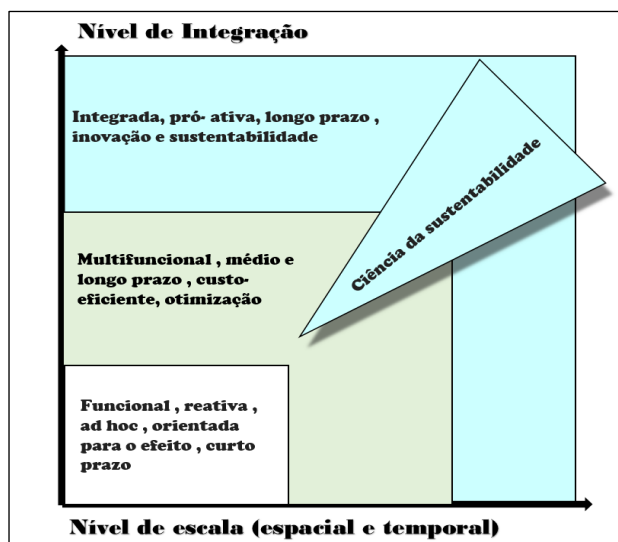 Nível de Integração
Integrada, pró- ativa, longo prazo ,
inovação e sustentabilidade
Ciência da sustentabilidade
Multifuncional , médio e
longo prazo , custo-
eficiente, otimização
Funcional , reativa ,
ad hoc , orientada
para o efeito , curto
prazo
Nível de escala (espacial e temporal)